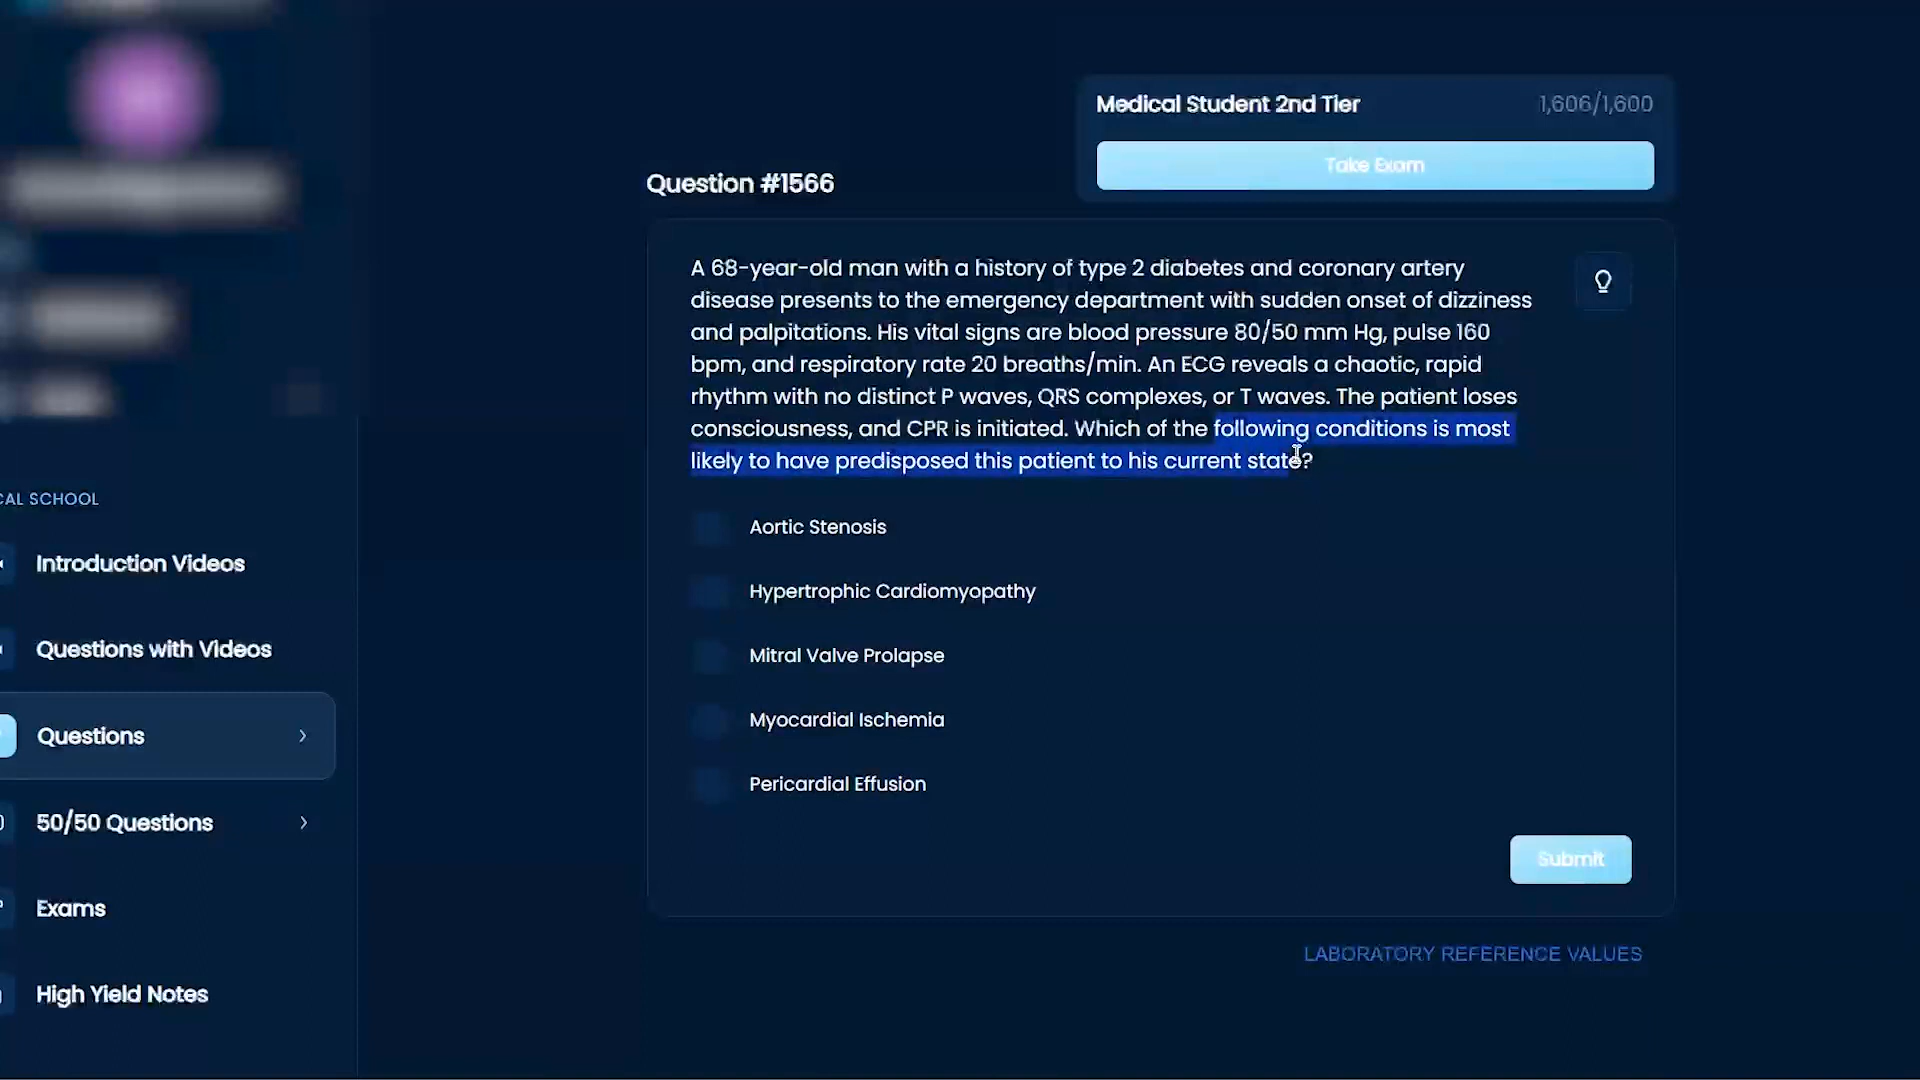 Medical Student 2nd Tier
1,606/1,600
Take Exam
Question #1566
A 68-year-old man with a history of type 2 diabetes and coronary artery
disease presents to the emergency department with sudden onset of dizziness
and palpitations. His vital signs are blood pressure 80/50 mm Hg, pulse 160
bpm, and respiratory rate 20 breaths/min. An ECG reveals a chaotic, rapid
rhythm with no distinct P waves, QRS complexes, or T waves. The patient loses
consciousness, and CPR is initiated. Which of the following conditions is most
likely to have predisposed this patient to his current state?
Aortic Stenosis
Hypertrophic Cardiomyopathy
Mitral Valve Prolapse
Myocardial Ischemia
Pericardial Effusion
Submit
LABORATORY REFERENCE VALUES
CAL SCHOOL
Introduction Videos
Questions with Videos
Questions
50/50 Questions
Exams
High Yield Notes